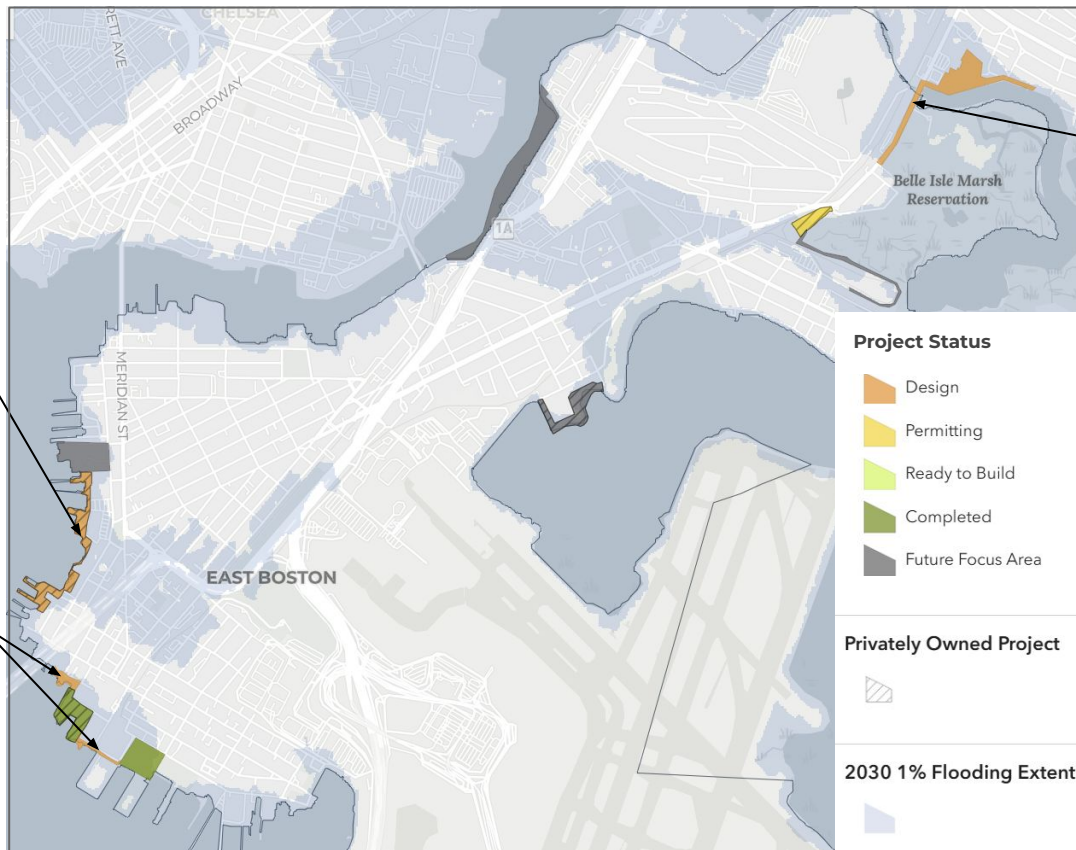 CHELSEA
RETT AVE
BROADWAY
1A
Belle Isle Marsh
Reservation
MERIDIAN ST
EAST BOSTON
Project Status
Design
Permitting
Ready to Build
Completed
Future Focus Area
Privately Owned Project
2030 1% Flooding Extent